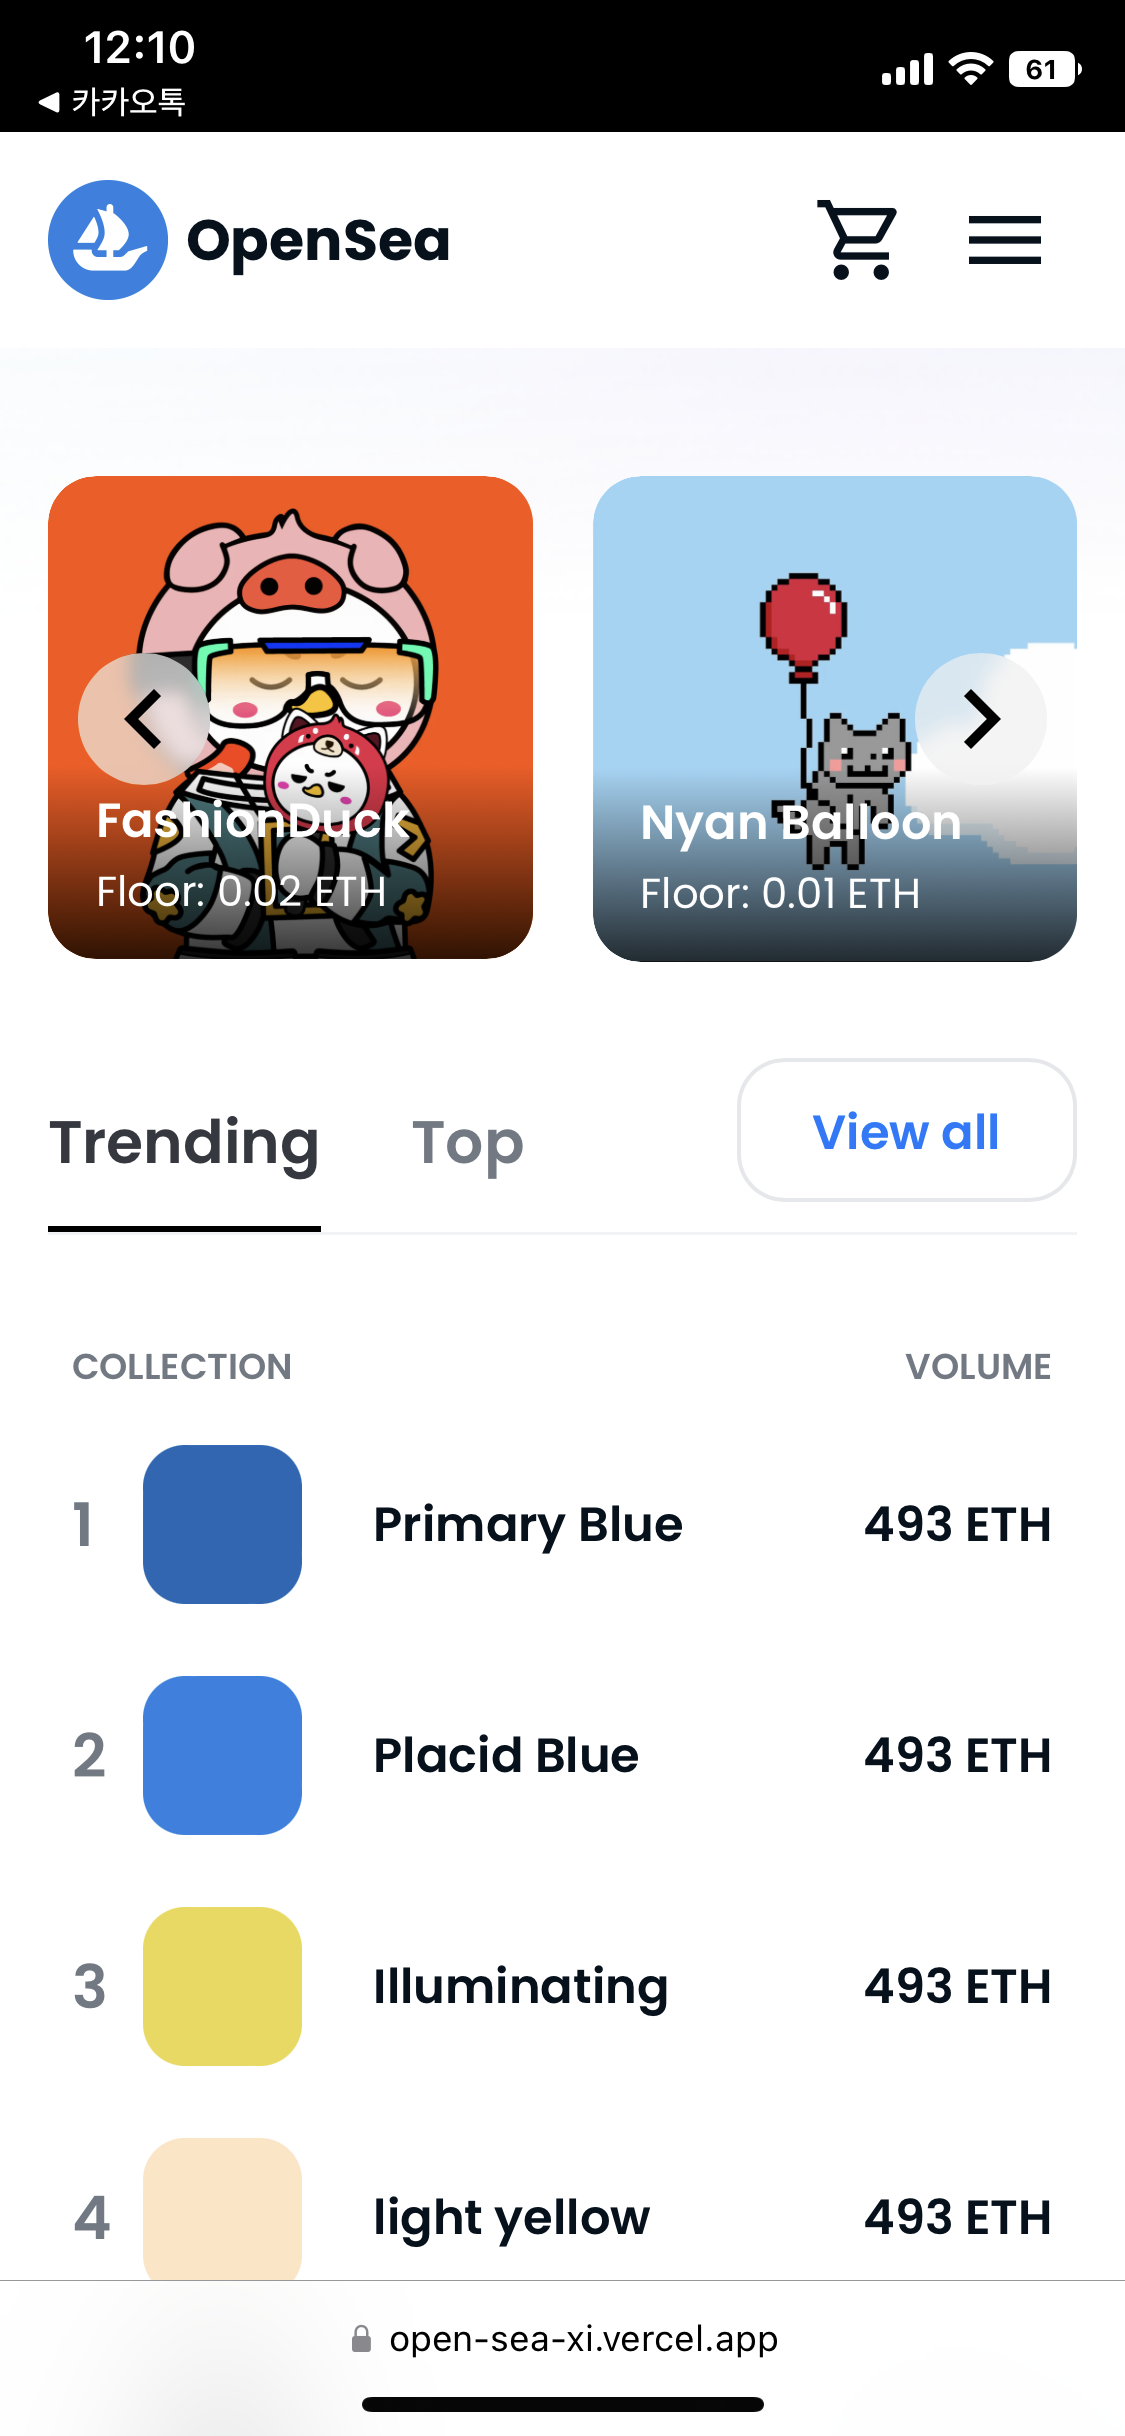 12:10
◀ 카카오톡
61
OpenSea
FashionDuck
Floor: 0.02 ETH
Nyan Balloon
Floor: 0.01 ETH
Trending
Top
View all
COLLECTION
VOLUME
1
Primary Blue
493 ETH
2
Placid Blue
493 ETH
3
Illuminating
493 ETH
4
light yellow
493 ETH
open-sea-xi.vercel.app